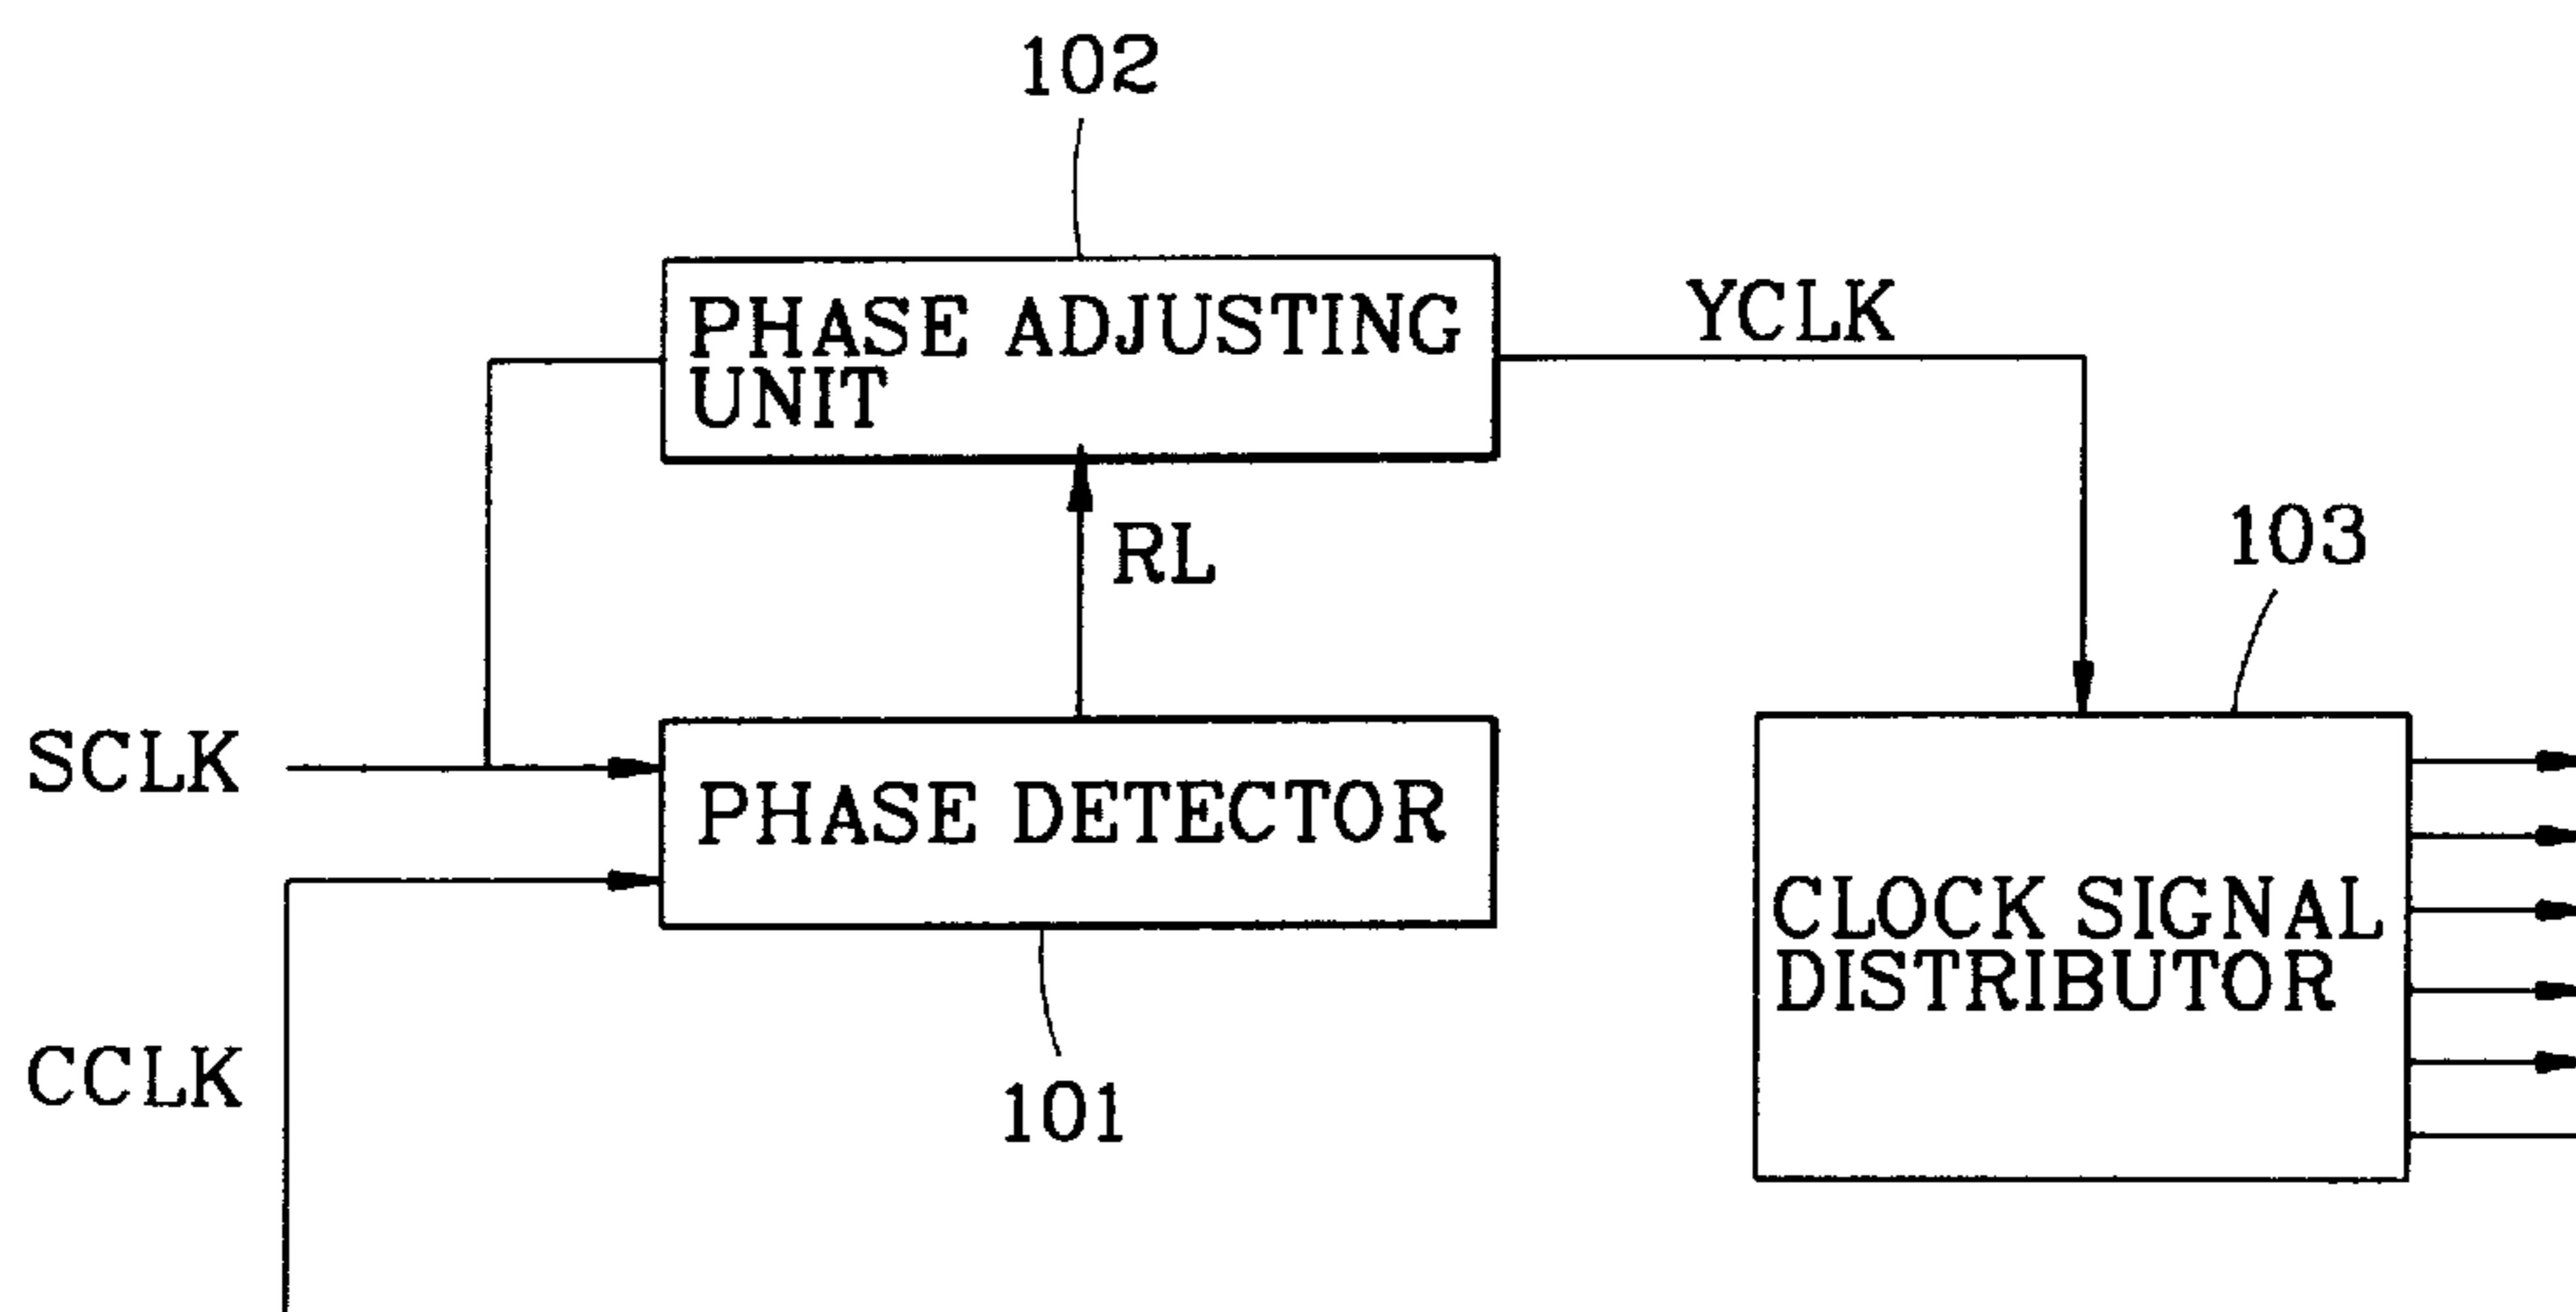 102
PHASE ADJUSTING
UNIT
YCLK
RL
103
SCLK
PHASE DETECTOR
CLOCK SIGNAL
DISTRIBUTOR
CCLK
101